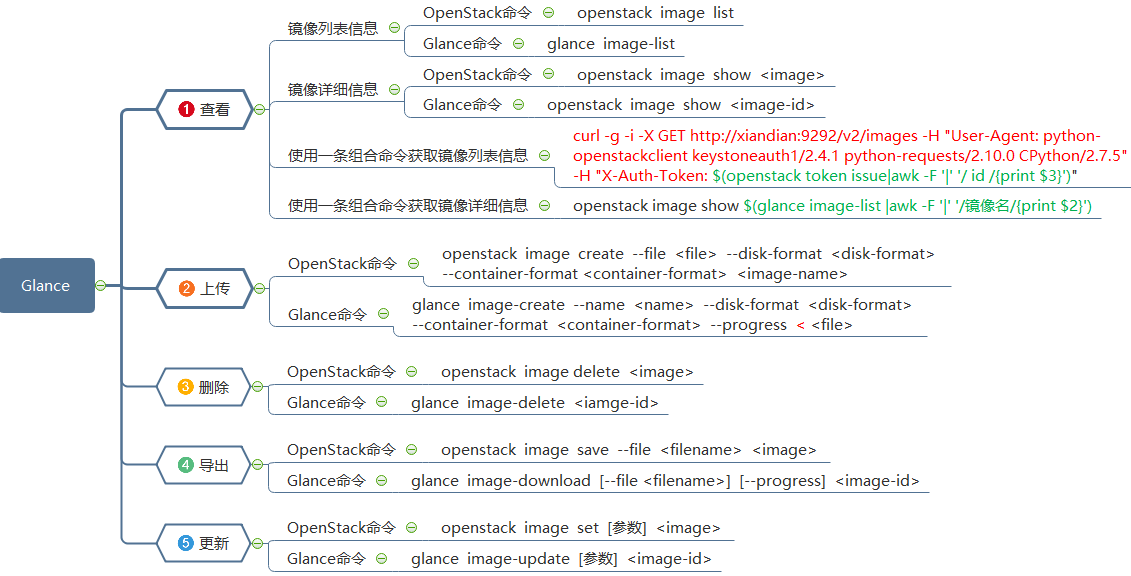 Glance
1 查看
镜像列表信息
OpenStack命令
openstack image list
Glance命令
glance image-list
镜像详细信息
OpenStack命令
openstack image show <image>
Glance命令
openstack image show <image-id>
使用一条组合命令获取镜像列表信息
curl -g -i -X GET http://xiandian:9292/v2/images -H "User-Agent: python-
openstackclient keystoneauth1/2.4.1 python-requests/2.10.0 CPython/2.7.5"
-H "X-Auth-Token: $(openstack token issue|awk -F '|' '/ id /{print $3}')"
使用一条组合命令获取镜像详细信息
openstack image show $(glance image-list |awk -F '|' '/镜像名/{print $2}')
2 上传
OpenStack命令
openstack image create --file <file> --disk-format <disk-format>
--container-format <container-format> <image-name>
Glance命令
glance image-create --name <name> --disk-format <disk-format>
--container-format <container-format> --progress < <file>
3 删除
OpenStack命令
openstack image delete <image>
Glance命令
glance image-delete <iamge-id>
4 导出
OpenStack命令
openstack image save --file <filename> <image>
Glance命令
glance image-download [--file <filename>] [--progress] <image-id>
5 更新
OpenStack命令
openstack image set [参数] <image>
Glance命令
glance image-update [参数] <image-id>